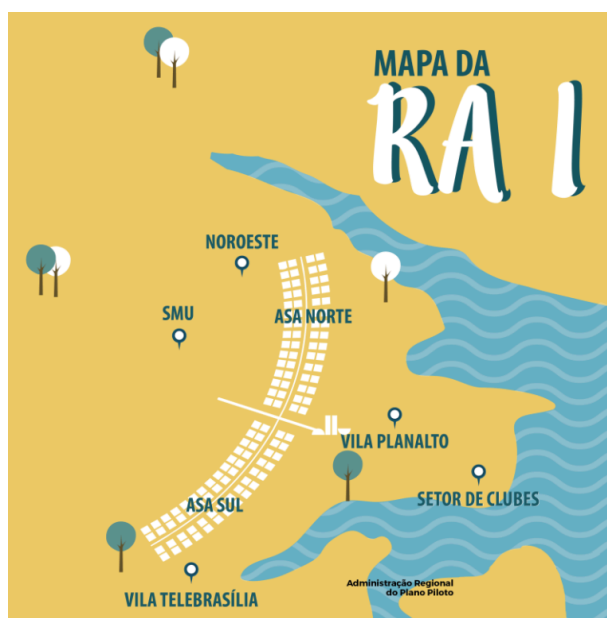 MAPA DA
RA I
NOROESTE
ASA NORTE
SMU
VILA PLANALTO
SETOR DE CLUBES
ASA SUL
Administração Regional
do Plano Piloto
VILA TELEBRASÍLIA